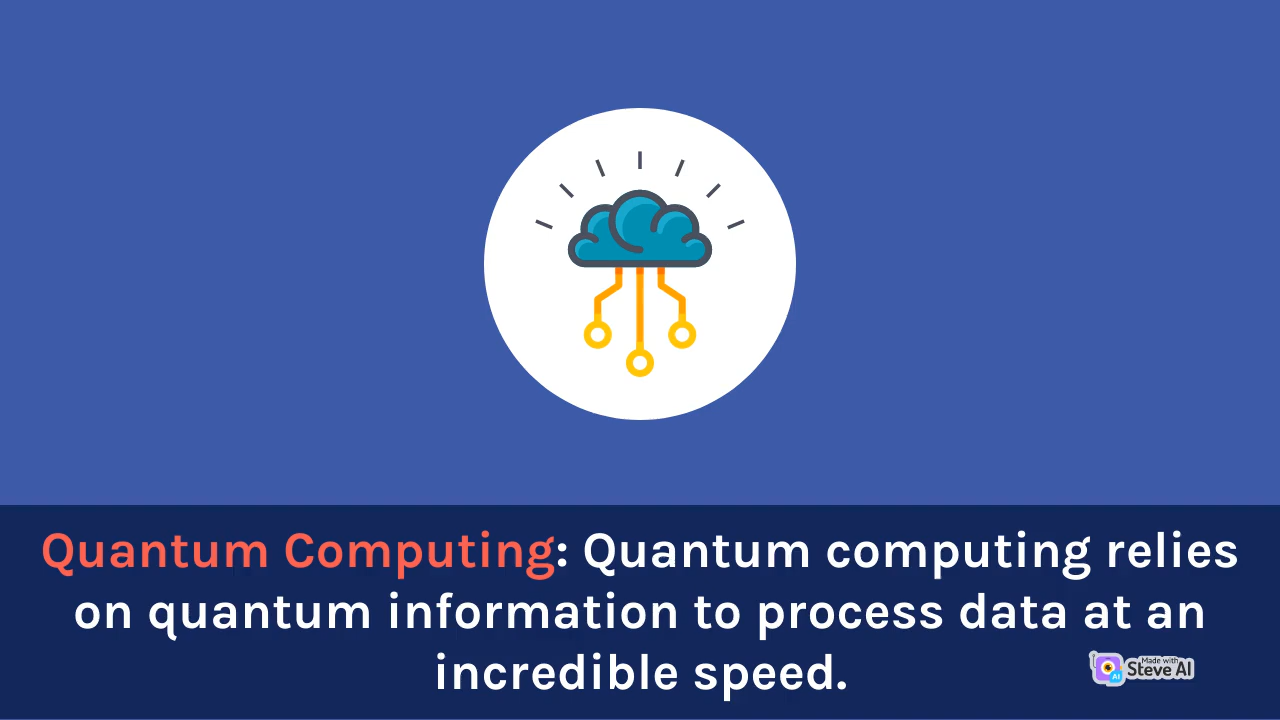 Quantum Computing: Quantum computing relies
on quantum information to process data at an
incredible speed.
Made with
Steve AI
AI